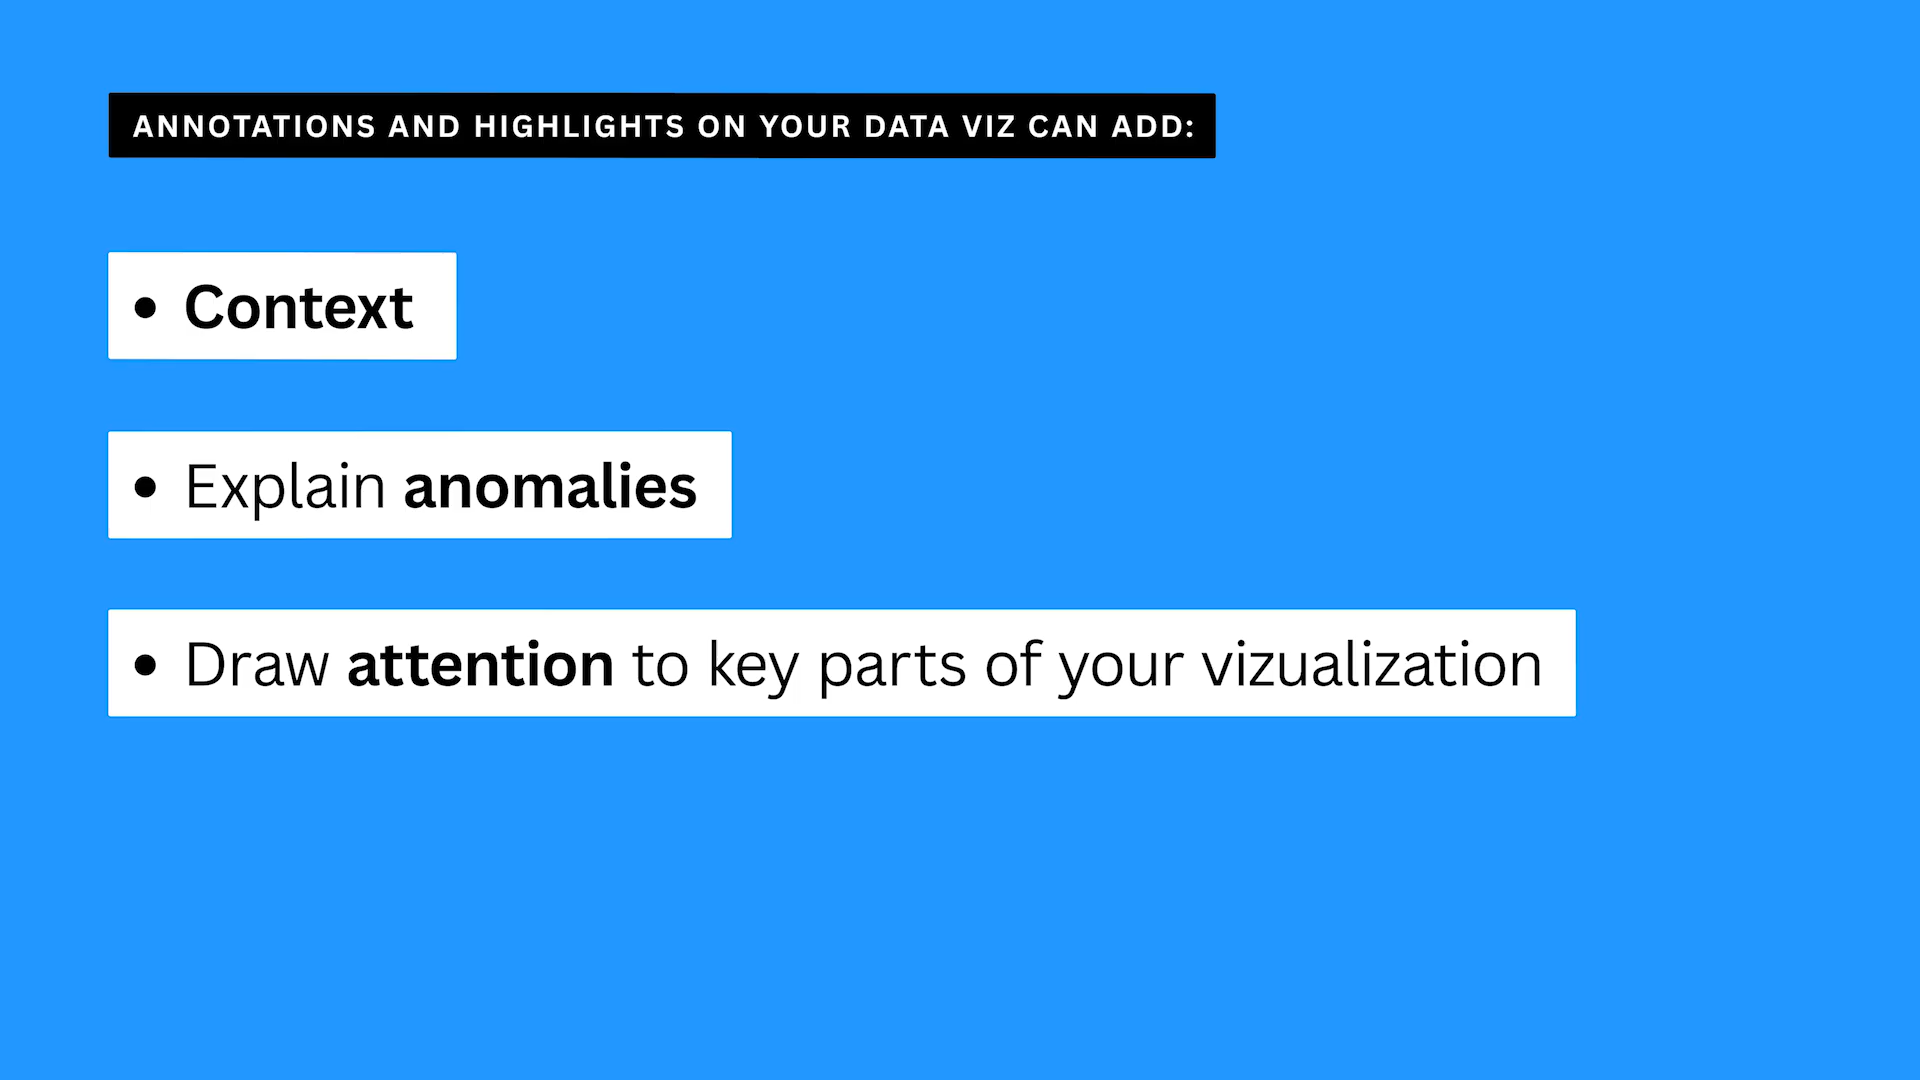 ANNOTATIONS AND HIGHLIGHTS ON YOUR DATA VIZ CAN ADD:
• Context
• Explain anomalies
• Draw attention to key parts of your vizualization